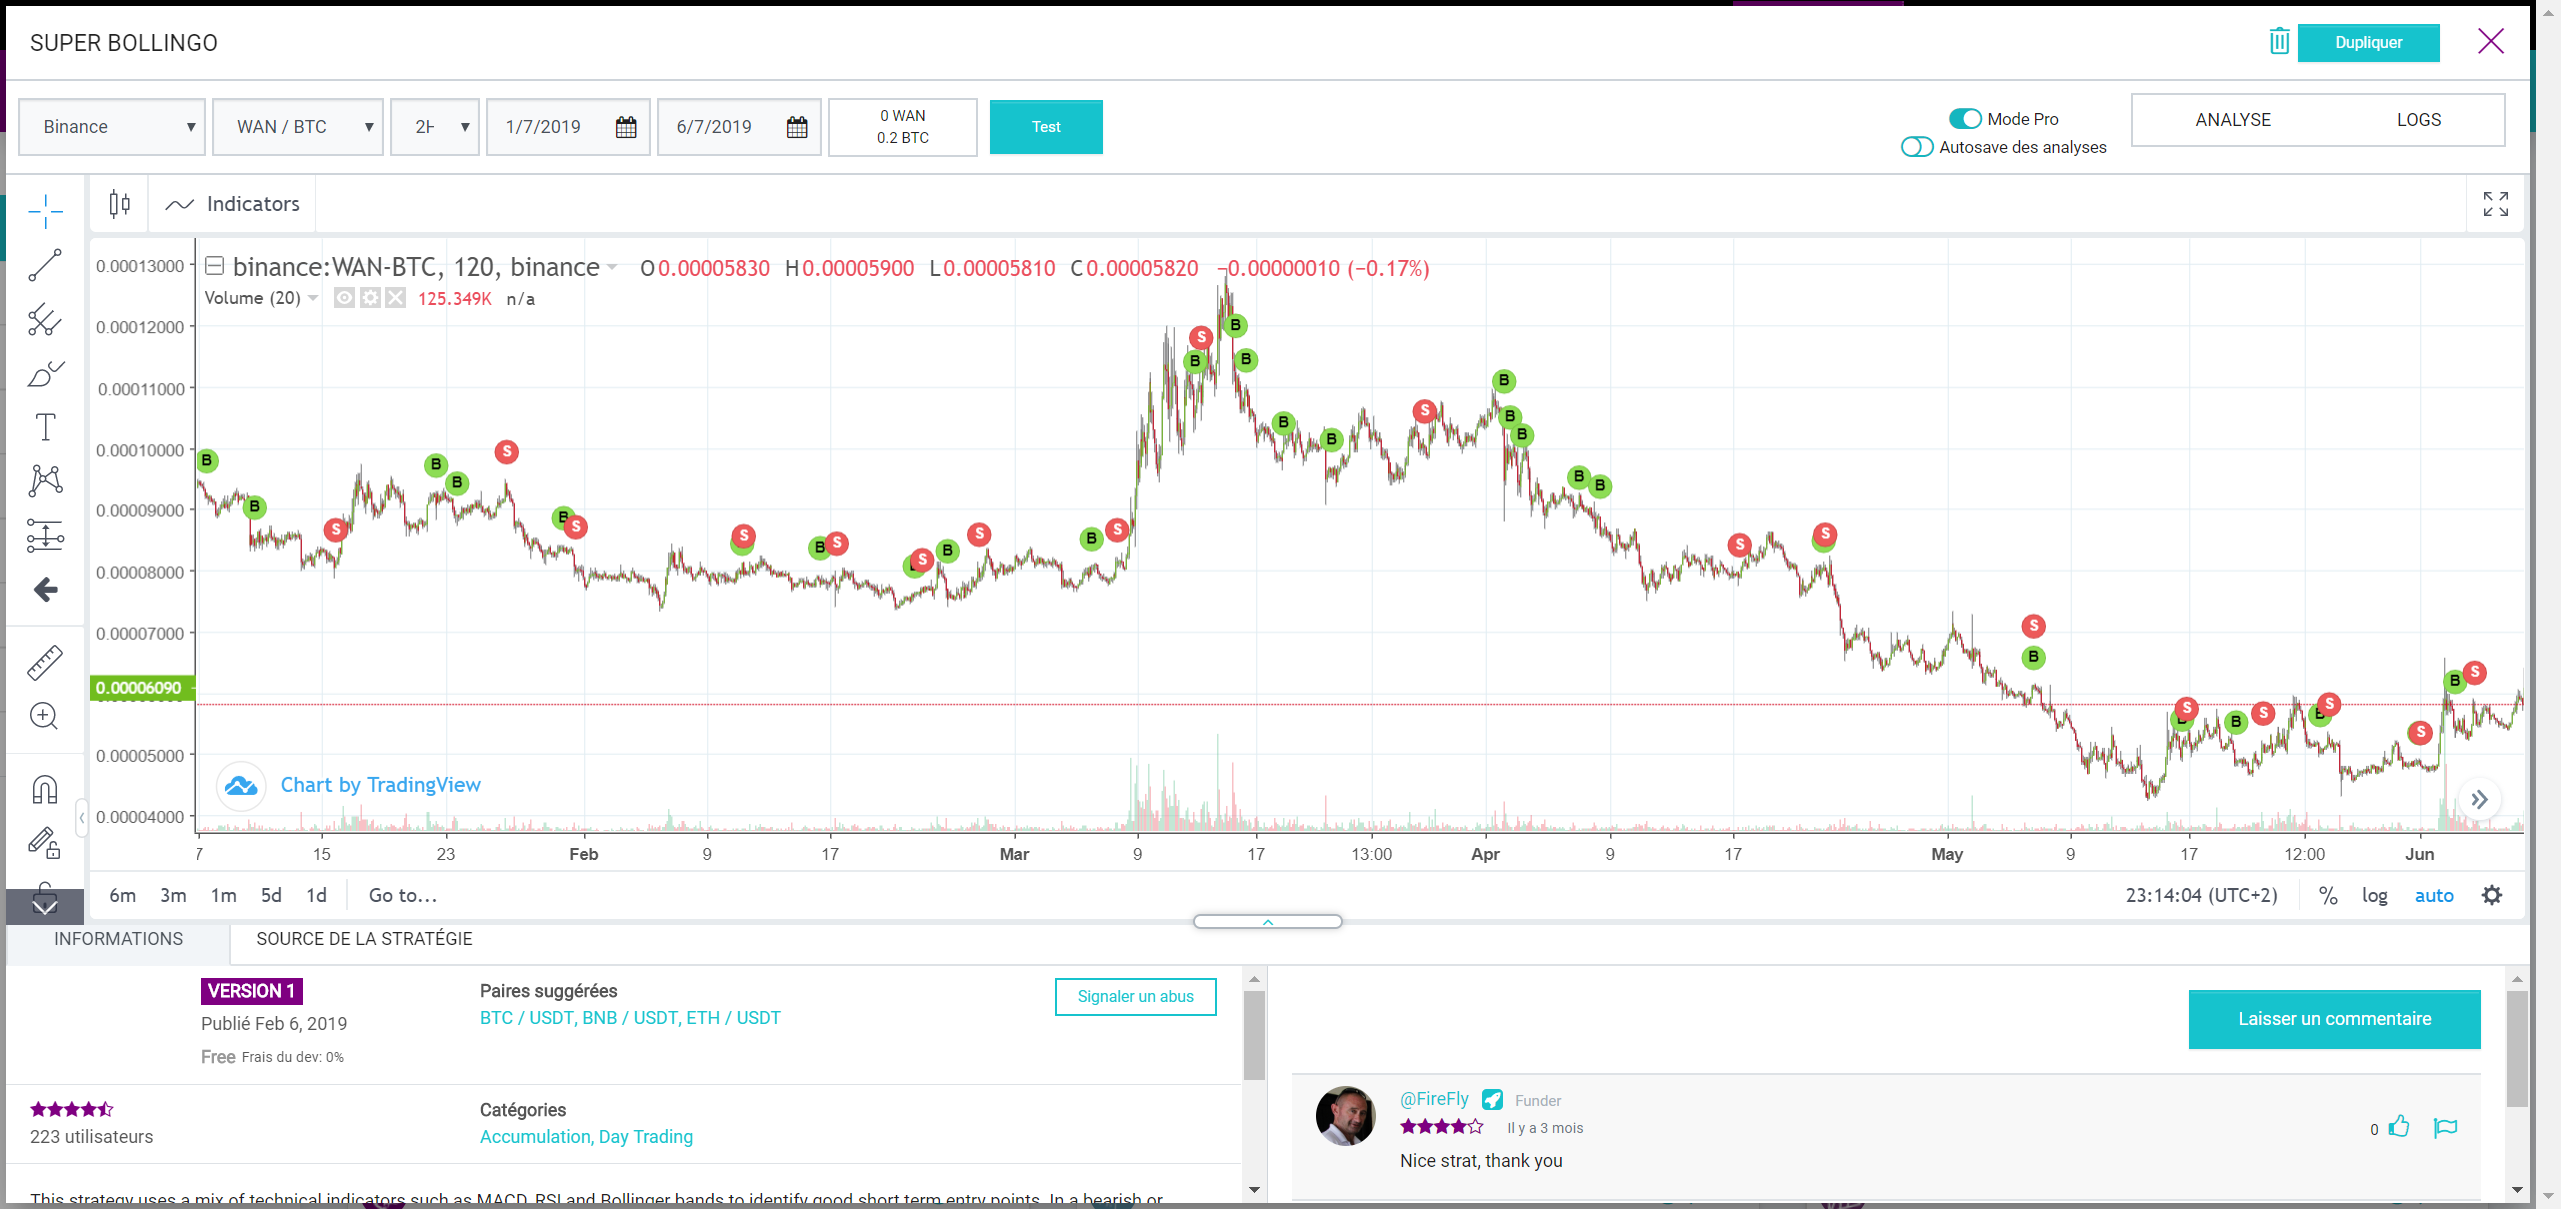 SUPER BOLLINGO
Dupliquer
Binance
WAN / BTC
2H
1/7/2019
6/7/2019
0 WAN
0.2 BTC
Test
Mode Pro
Autosave des analyses
ANALYSE
LOGS
Indicators
binance:WAN-BTC, 120, binance
O0.00005830 H0.00005900 L0.00005810 C0.00005820 −0.00000010 (−0.17%)
Volume (20) 125.349K n/a
0.00013000
0.00012000
0.00011000
0.00010000
0.00009000
0.00008000
0.00007000
0.00006090
0.00005000
0.00004000
Chart by TradingView
7 15 23 Feb 9 17 Mar 9 17 13:00 Apr 9 17 May 9 17 12:00 Jun
6m 3m 1m 5d 1d Go to...
23:14:04 (UTC+2) % log auto
INFORMATIONS
SOURCE DE LA STRATÉGIE
VERSION 1
Publié Feb 6, 2019
Free Frais du dev: 0%
Paires suggérées
BTC / USDT, BNB / USDT, ETH / USDT
Signaler un abus
223 utilisateurs
Catégories
Accumulation, Day Trading
This strategy uses a mix of technical indicators such as MACD, RSI and Bollinger bands to identify good short term entry points. In a bearish or
Laisser un commentaire
@FireFly Funder
Il y a 3 mois
0
Nice strat, thank you